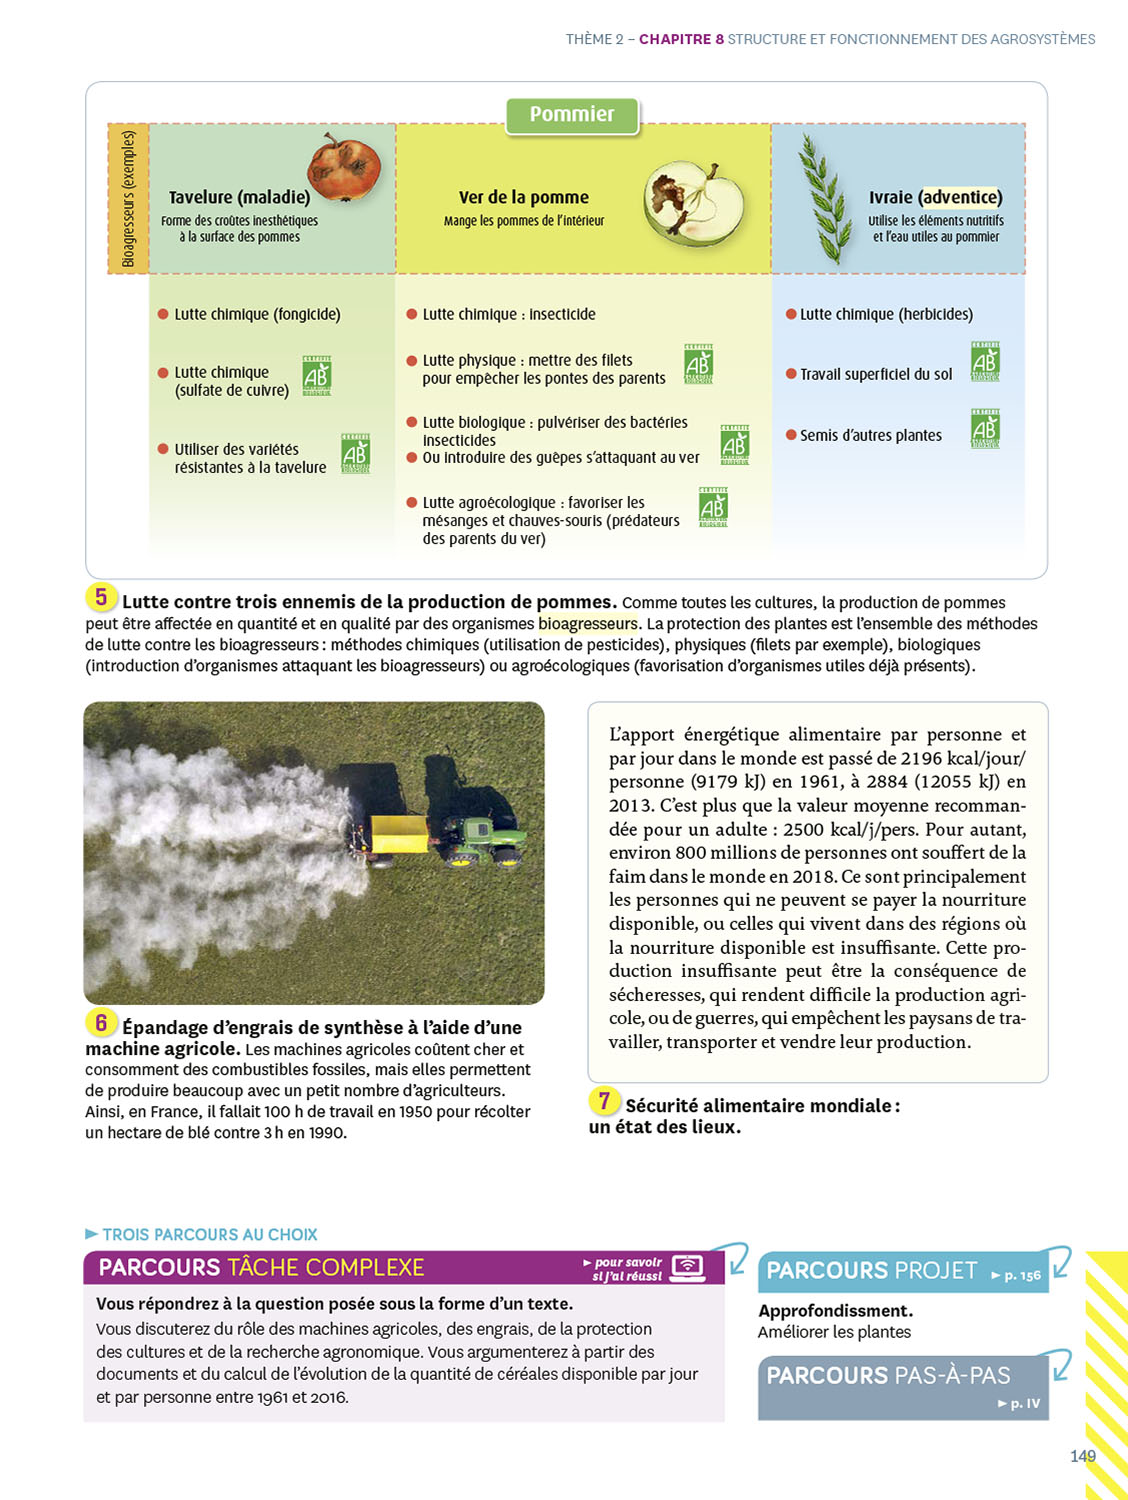 THÈME 2 – CHAPITRE 8 STRUCTURE ET FONCTIONNEMENT DES AGROSYSTÈMES
Pommier
Bioagresseurs (exemples)
Tavelure (maladie)
Forme des croûtes inesthétiques
à la surface des pommes
Ver de la pomme
Mange les pommes de l'intérieur
Ivraie (adventice)
Utilise les éléments nutritifs
et l'eau utiles au pommier
Lutte chimique (fongicide)
Lutte chimique
(sulfate de cuivre)
AB
Utiliser des variétés
résistantes à la tavelure
AB
Lutte chimique : insecticide
Lutte physique : mettre des filets
pour empêcher les pontes des parents
AB
Lutte biologique : pulvériser des bactéries
insecticides
Ou introduire des guêpes s'attaquant au ver
AB
Lutte agroécologique : favoriser les
mésanges et chauves-souris (prédateurs
des parents du ver)
AB
Lutte chimique (herbicides)
Travail superficiel du sol
AB
Semis d'autres plantes
AB
5 Lutte contre trois ennemis de la production de pommes. Comme toutes les cultures, la production de pommes
peut être affectée en quantité et en qualité par des organismes bioagresseurs. La protection des plantes est l'ensemble des méthodes
de lutte contre les bioagresseurs : méthodes chimiques (utilisation de pesticides), physiques (filets par exemple), biologiques
(introduction d'organismes attaquant les bioagresseurs) ou agroécologiques (favorisation d'organismes utiles déjà présents).
6 Épandage d'engrais de synthèse à l'aide d'une
machine agricole. Les machines agricoles coûtent cher et
consomment des combustibles fossiles, mais elles permettent
de produire beaucoup avec un petit nombre d'agriculteurs.
Ainsi, en France, il fallait 100 h de travail en 1950 pour récolter
un hectare de blé contre 3 h en 1990.
L'apport énergétique alimentaire par personne et
par jour dans le monde est passé de 2196 kcal/jour/
personne (9179 kJ) en 1961, à 2884 (12055 kJ) en
2013. C'est plus que la valeur moyenne recomman-
dée pour un adulte : 2500 kcal/j/pers. Pour autant,
environ 800 millions de personnes ont souffert de la
faim dans le monde en 2018. Ce sont principalement
les personnes qui ne peuvent se payer la nourriture
disponible, ou celles qui vivent dans des régions où
la nourriture disponible est insuffisante. Cette pro-
duction insuffisante peut être la conséquence de
sécheresses, qui rendent difficile la production agri-
cole, ou de guerres, qui empêchent les paysans de tra-
vailler, transporter et vendre leur production.
7 Sécurité alimentaire mondiale :
un état des lieux.
TROIS PARCOURS AU CHOIX
PARCOURS TÂCHE COMPLEXE
pour savoir
si j'ai réussi
Vous répondrez à la question posée sous la forme d'un texte.
Vous discuterez du rôle des machines agricoles, des engrais, de la protection
des cultures et de la recherche agronomique. Vous argumenterez à partir des
documents et du calcul de l'évolution de la quantité de céréales disponible par jour
et par personne entre 1961 et 2016.
PARCOURS PROJET p. 156
Approfondissment.
Améliorer les plantes
PARCOURS PAS-À-PAS
p. IV
149